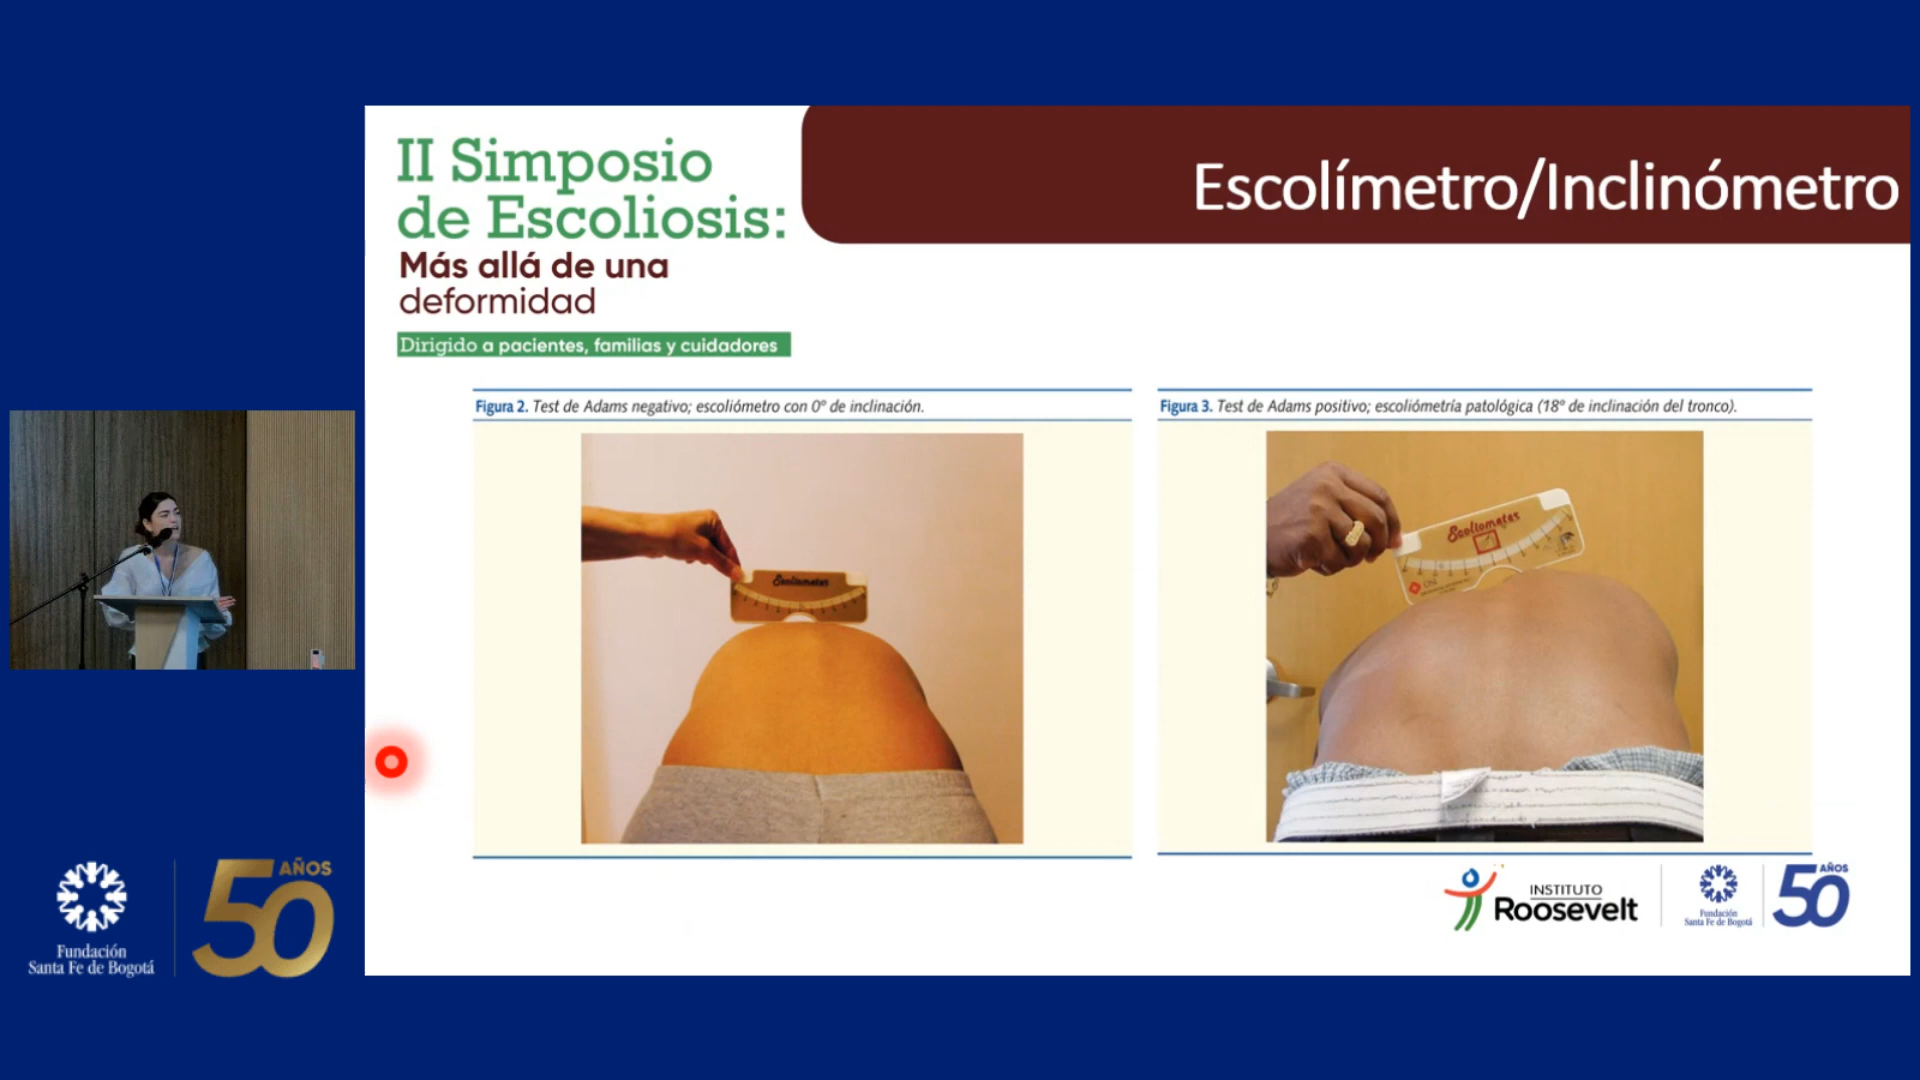 II Simposio
de Escoliosis:
Más allá de una
deformidad
Dirigido a pacientes, familias y cuidadores
Escolímetro/Inclinómetro
Figura 2. Test de Adams negativo; escoliómetro con 0º de inclinación.
Figura 3. Test de Adams positivo; escoliómetría patológica (18º de inclinación del tronco).
Scoliometer
Scoliometer
INSTITUTO
Roosevelt
Fundación
Santa Fe de Bogotá
50 AÑOS
Fundación
Santa Fe de Bogotá
50 AÑOS